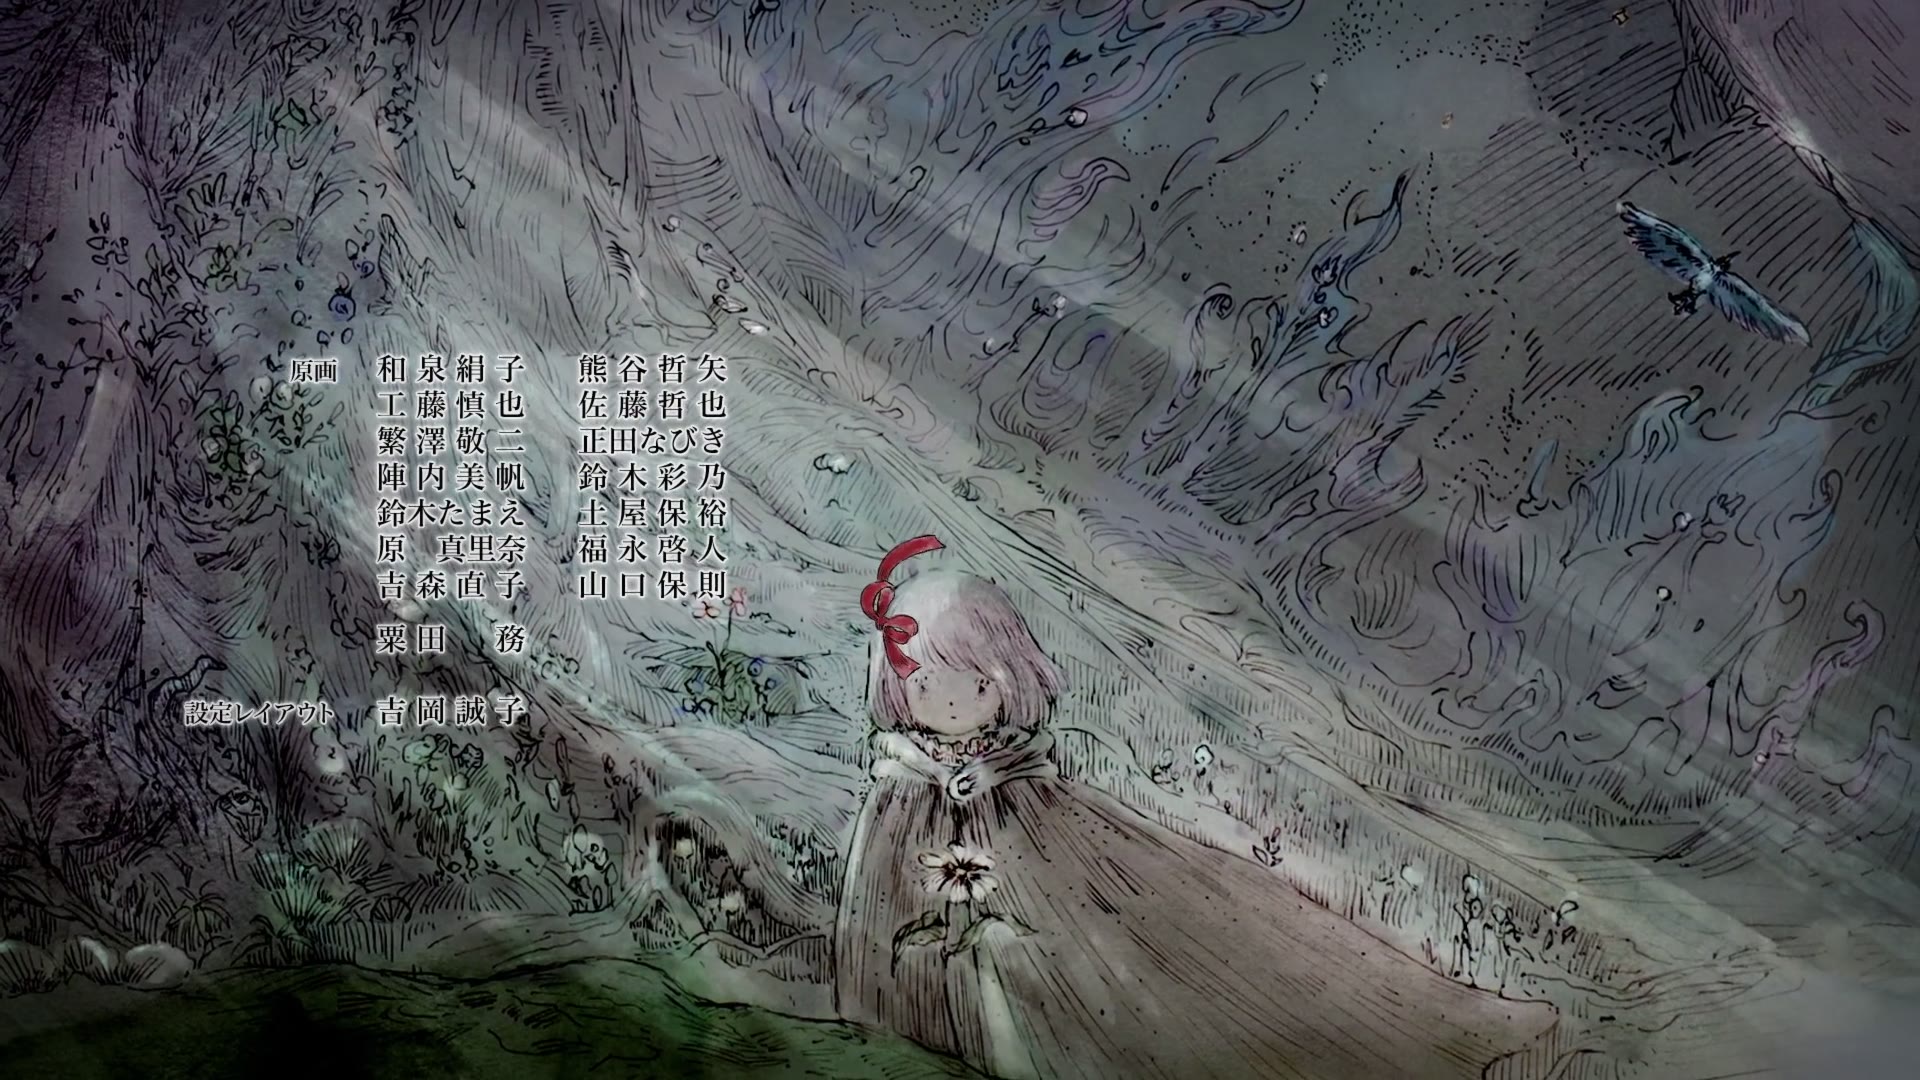 原画 和泉絹子 熊谷哲矢
工藤慎也 佐藤哲也
繁澤敬二 正田なびき
陣内美帆 鈴木彩乃
鈴木たまえ 土屋保裕
原 真里奈 福永啓人
吉森直子 山口保則
粟田 務
設定レイアウト 吉岡誠子